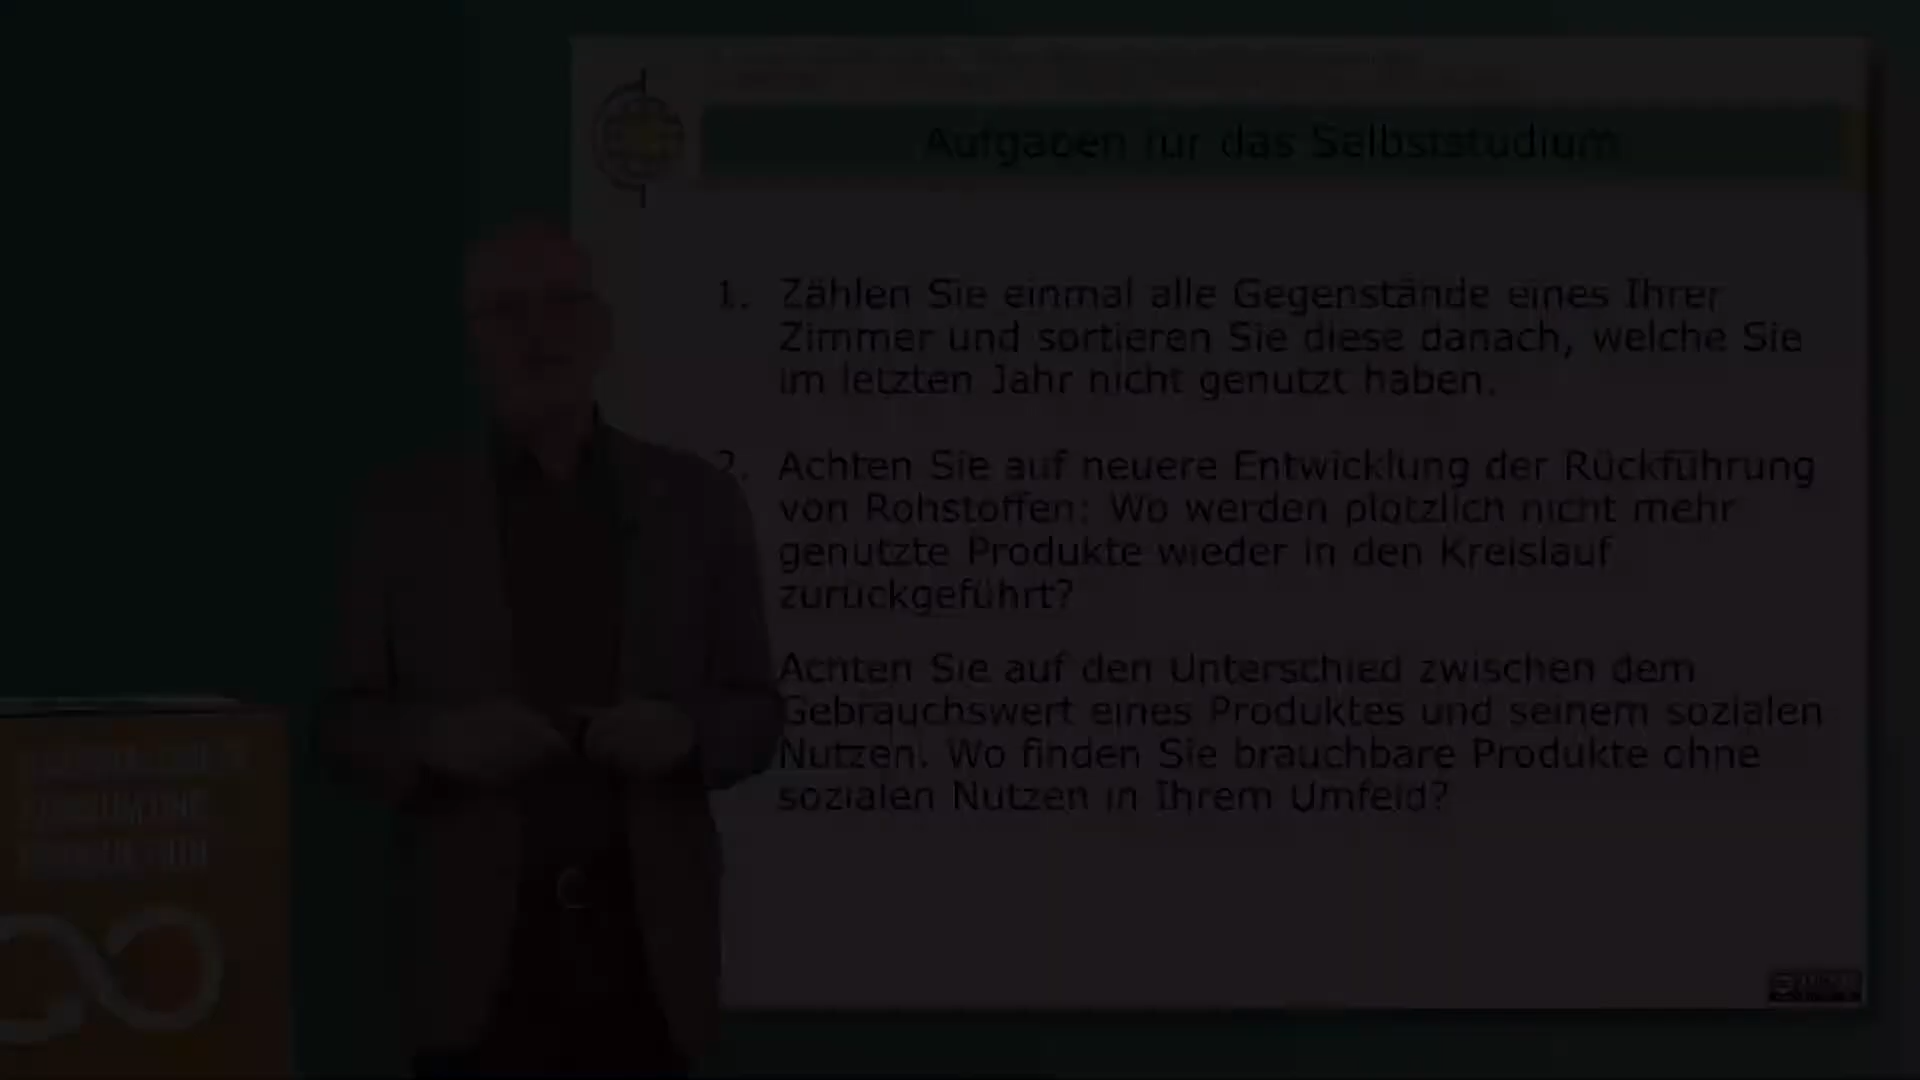 Aufgaben für das Selbststudium
1. Zählen Sie einmal alle Gegenstände eines Ihrer
Zimmer und sortieren Sie diese danach, welche Sie
im letzten Jahr nicht genutzt haben.
2. Achten Sie auf neuere Entwicklung der Rückführung
von Rohstoffen: Wo werden plötzlich nicht mehr
genutzte Produkte wieder in den Kreislauf
zurückgeführt?
Achten Sie auf den Unterschied zwischen dem
Gebrauchswert eines Produktes und seinem sozialen
Nutzen. Wo finden Sie brauchbare Produkte ohne
sozialen Nutzen in Ihrem Umfeld?